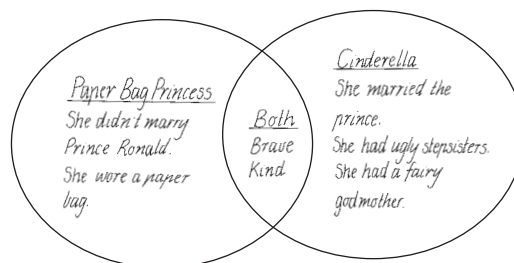 Paper Bag Princess
She didn't marry
Prince Ronald.
She wore a paper
bag.
Both
Brave
Kind
Cinderella
She married the
prince.
She had ugly stepsisters.
She had a fairy
godmother.